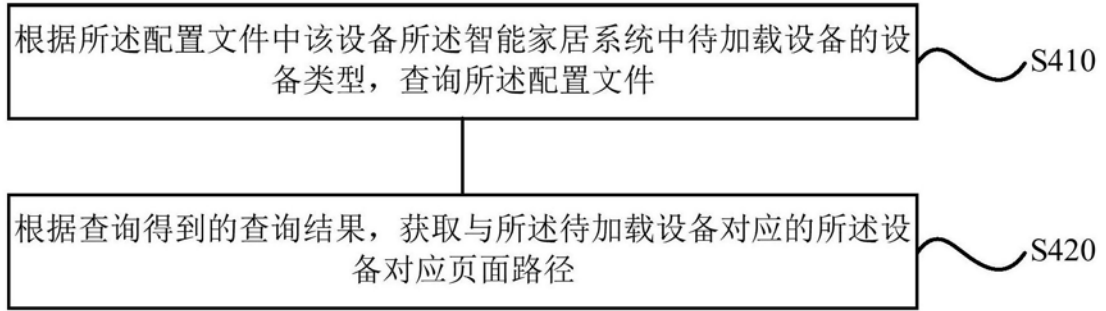 根据所述配置文件中该设备所述智能家居系统中待加载设备的设
备类型，查询所述配置文件
S410
根据查询得到的查询结果，获取与所述待加载设备对应的所述设
备对应页面路径
S420